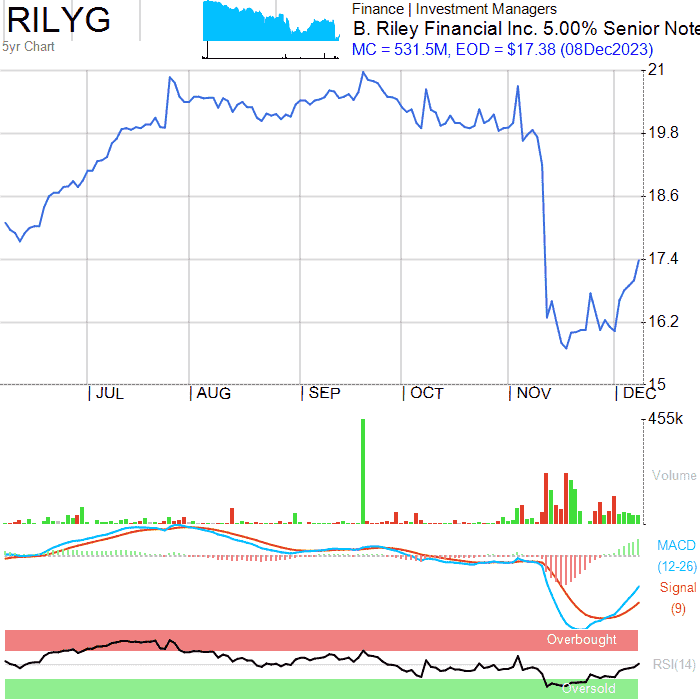 RILYG
5yr Chart
Finance | Investment Managers
B. Riley Financial Inc. 5.00% Senior Note
MC = 531.5M, EOD = $17.38 (08Dec2023)
21
19.8
18.6
17.4
16.2
15
JUL AUG SEP OCT NOV DEC
455k
Volume
MACD
(12-26)
Signal
(9)
Overbought
RSI(14)
Oversold